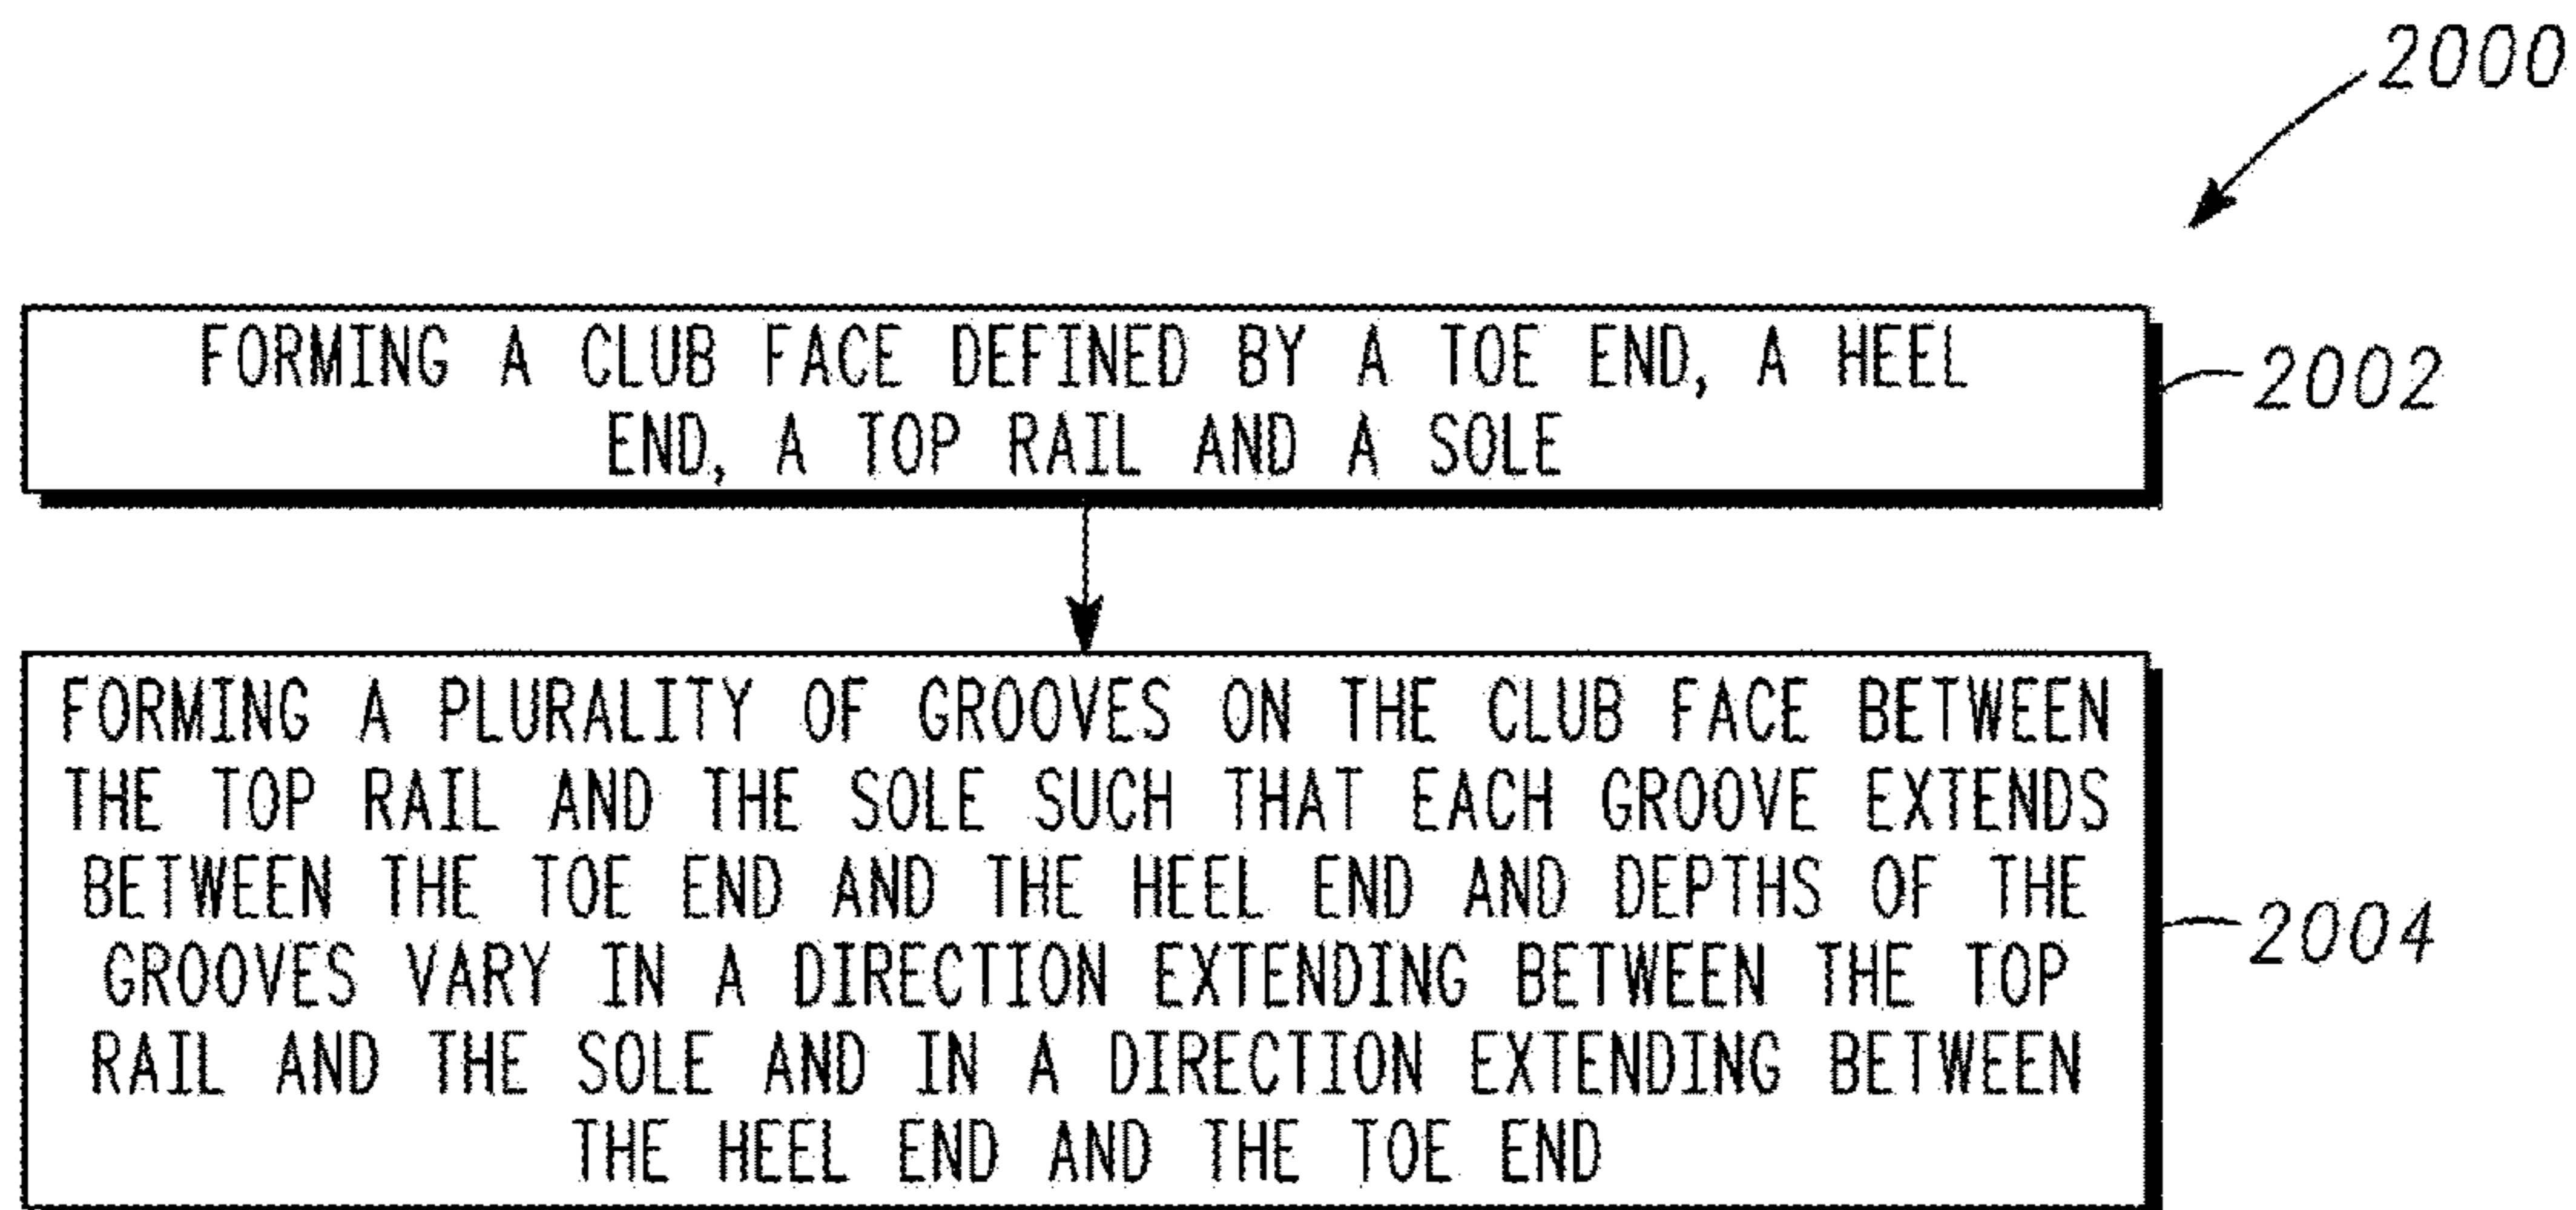 2000
FORMING A CLUB FACE DEFINED BY A TOE END, A HEEL
END, A TOP RAIL AND A SOLE
2002
FORMING A PLURALITY OF GROOVES ON THE CLUB FACE BETWEEN
THE TOP RAIL AND THE SOLE SUCH THAT EACH GROOVE EXTENDS
BETWEEN THE TOE END AND THE HEEL END AND DEPTHS OF THE
GROOVES VARY IN A DIRECTION EXTENDING BETWEEN THE TOP
RAIL AND THE SOLE AND IN A DIRECTION EXTENDING BETWEEN
THE HEEL END AND THE TOE END
2004